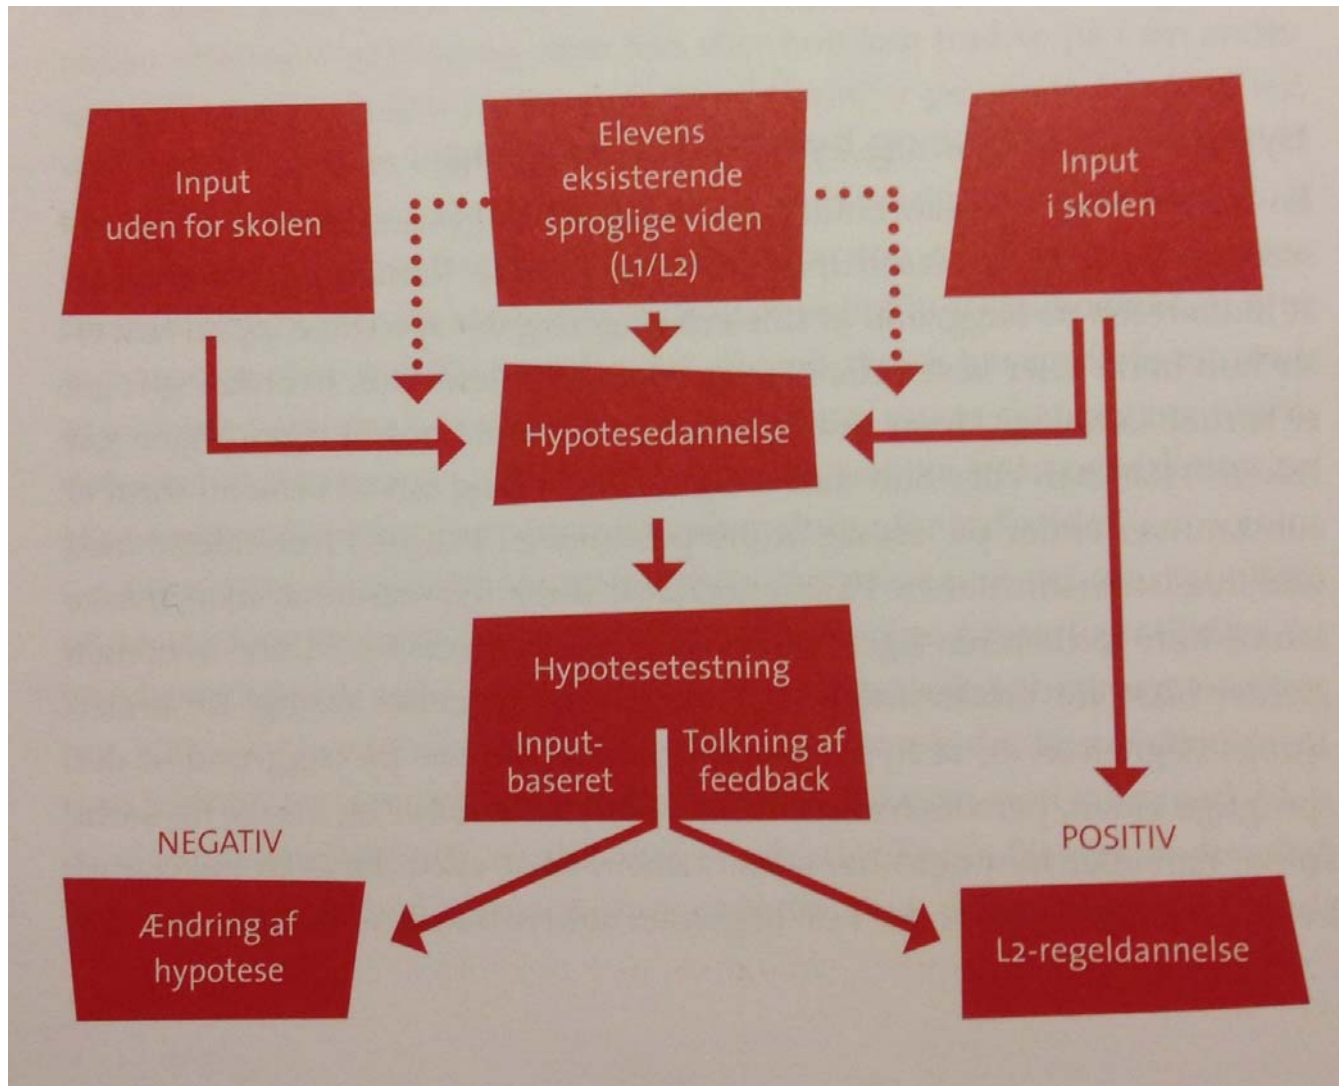 Input
uden for skolen
Elevens
eksisterende
sproglige viden
(L1/L2)
Input
i skolen
Hypotesedannelse
Hypotesetestning
Input-
baseret
Tolkning af
feedback
NEGATIV
POSITIV
Ændring af
hypotese
L2-regeldannelse